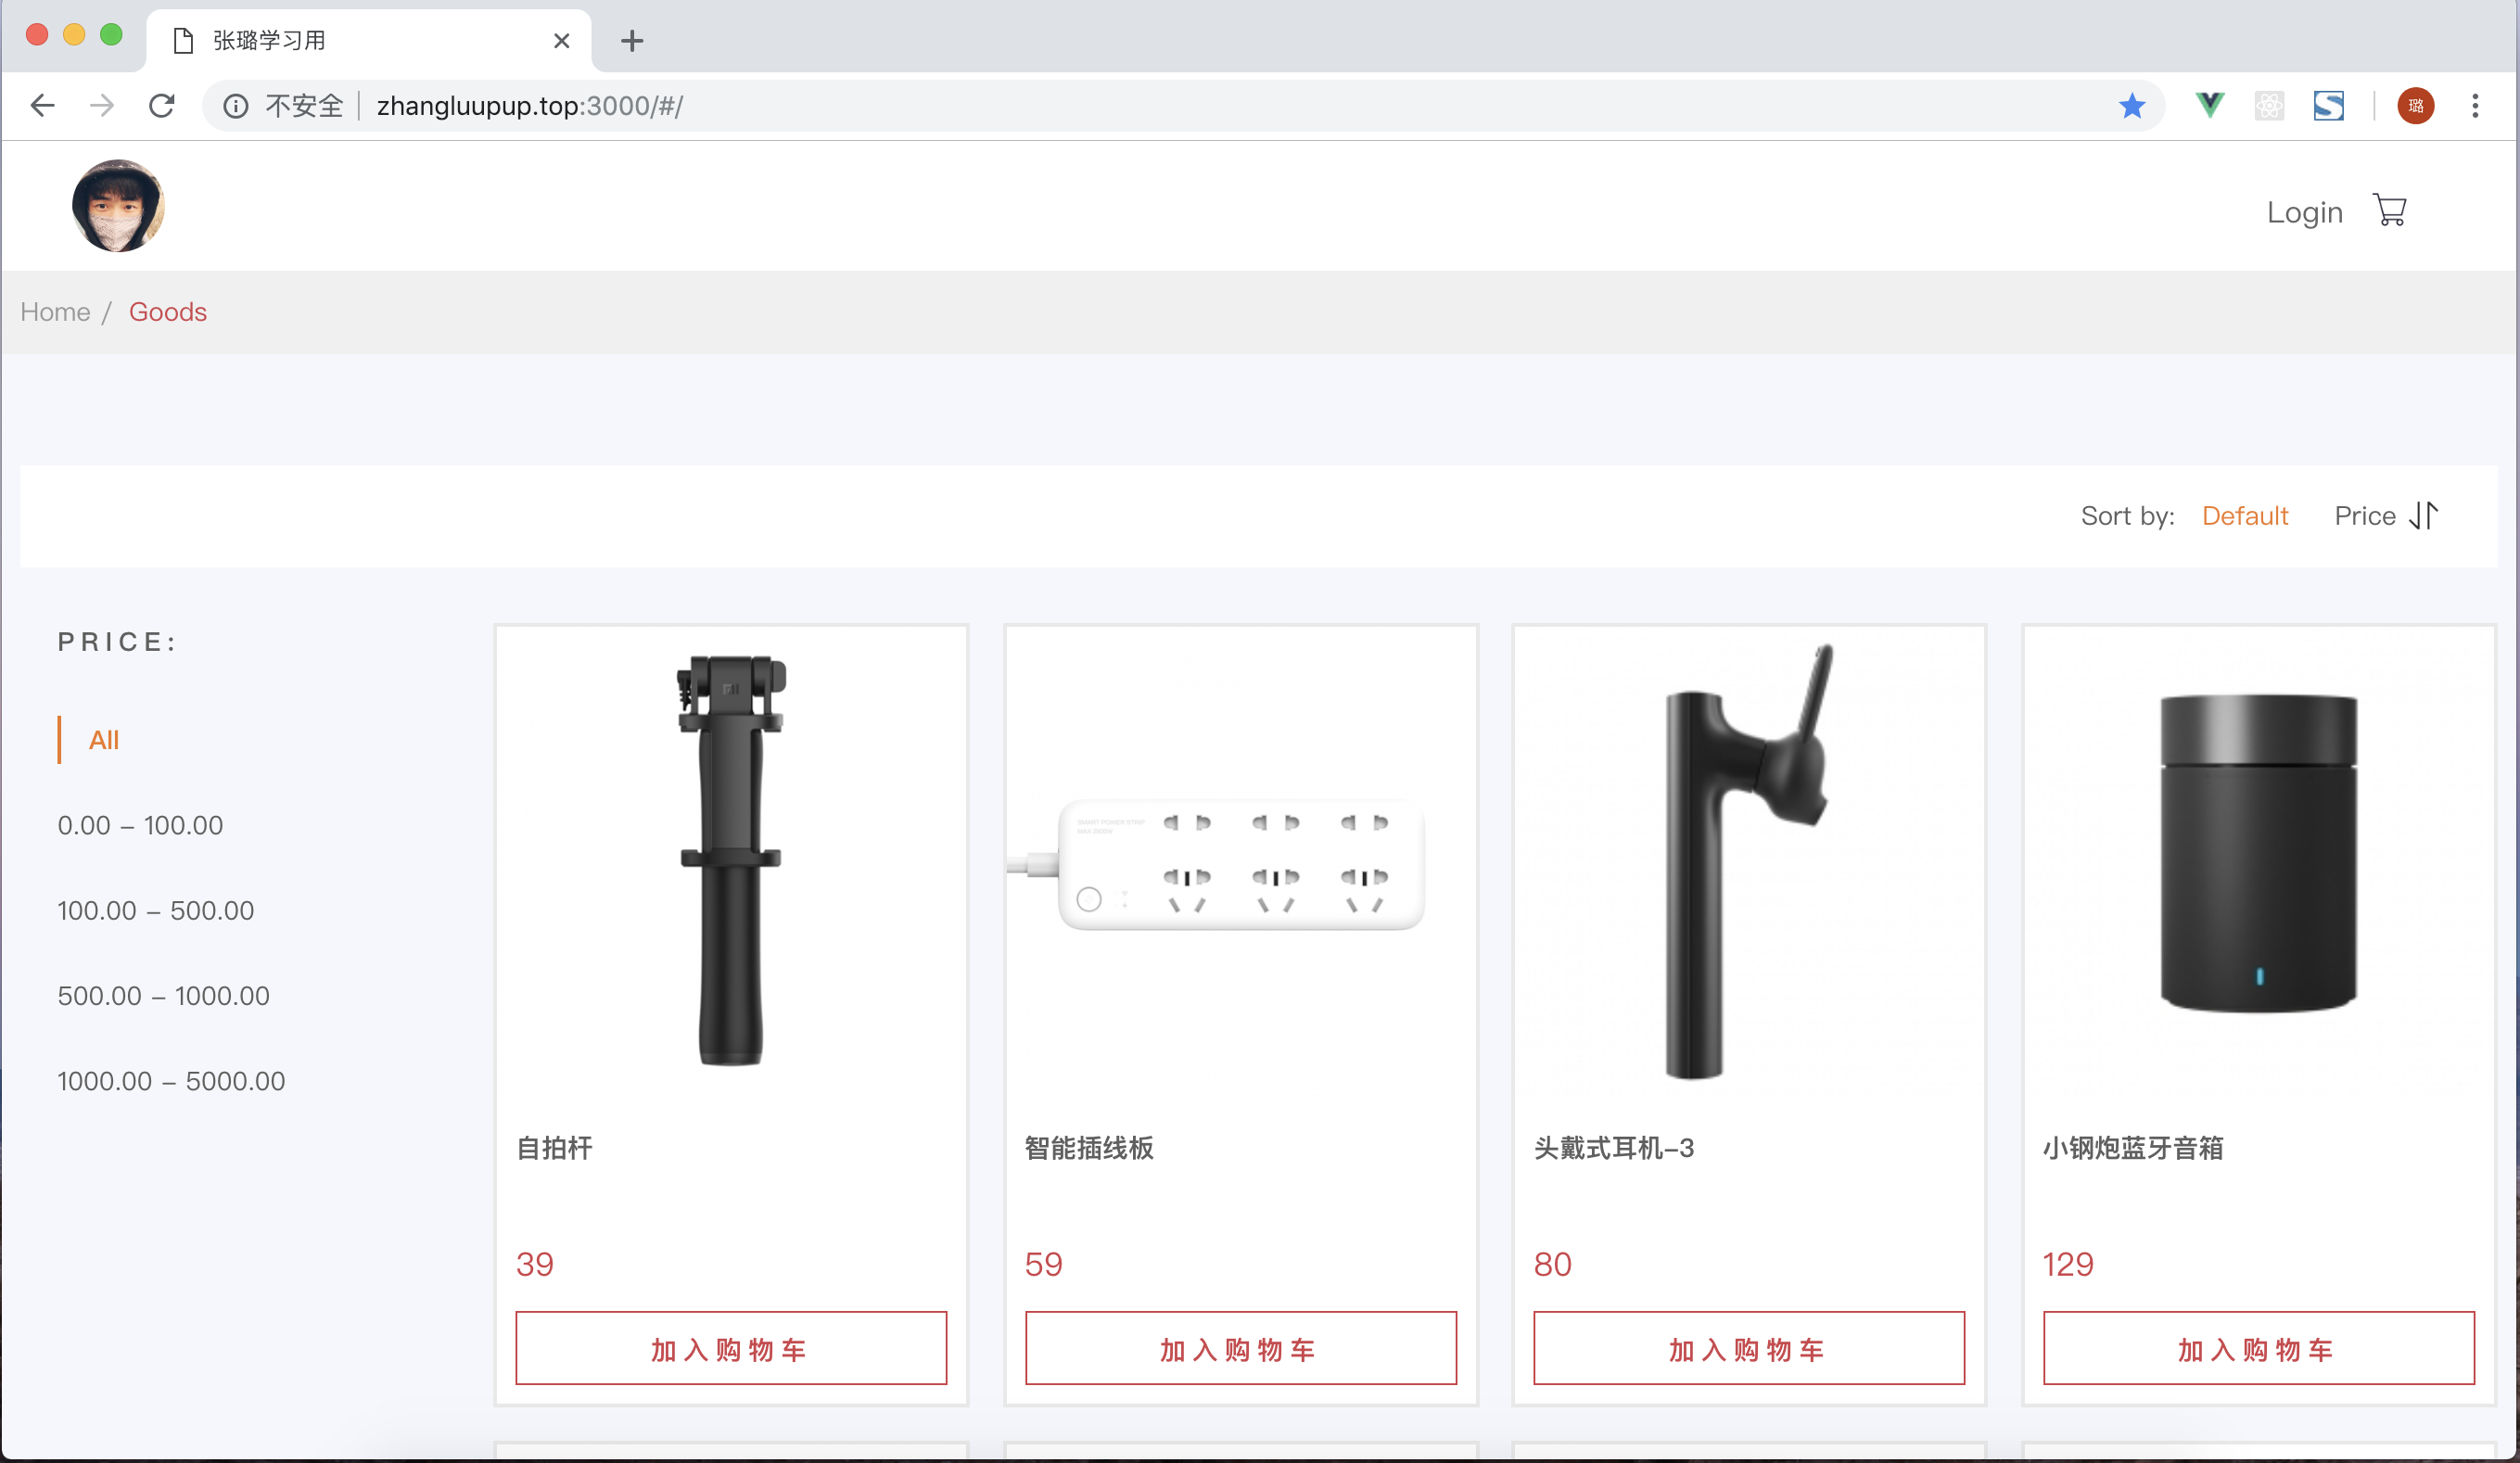 张璐学习用
不安全 zhangluupup.top:3000/#/
璐
Login
Home / Goods
Sort by: Default Price
PRICE:
All
0.00 – 100.00
100.00 – 500.00
500.00 – 1000.00
1000.00 – 5000.00
自拍杆
39
加入购物车
智能插线板
59
加入购物车
头戴式耳机–3
80
加入购物车
小钢炮蓝牙音箱
129
加入购物车